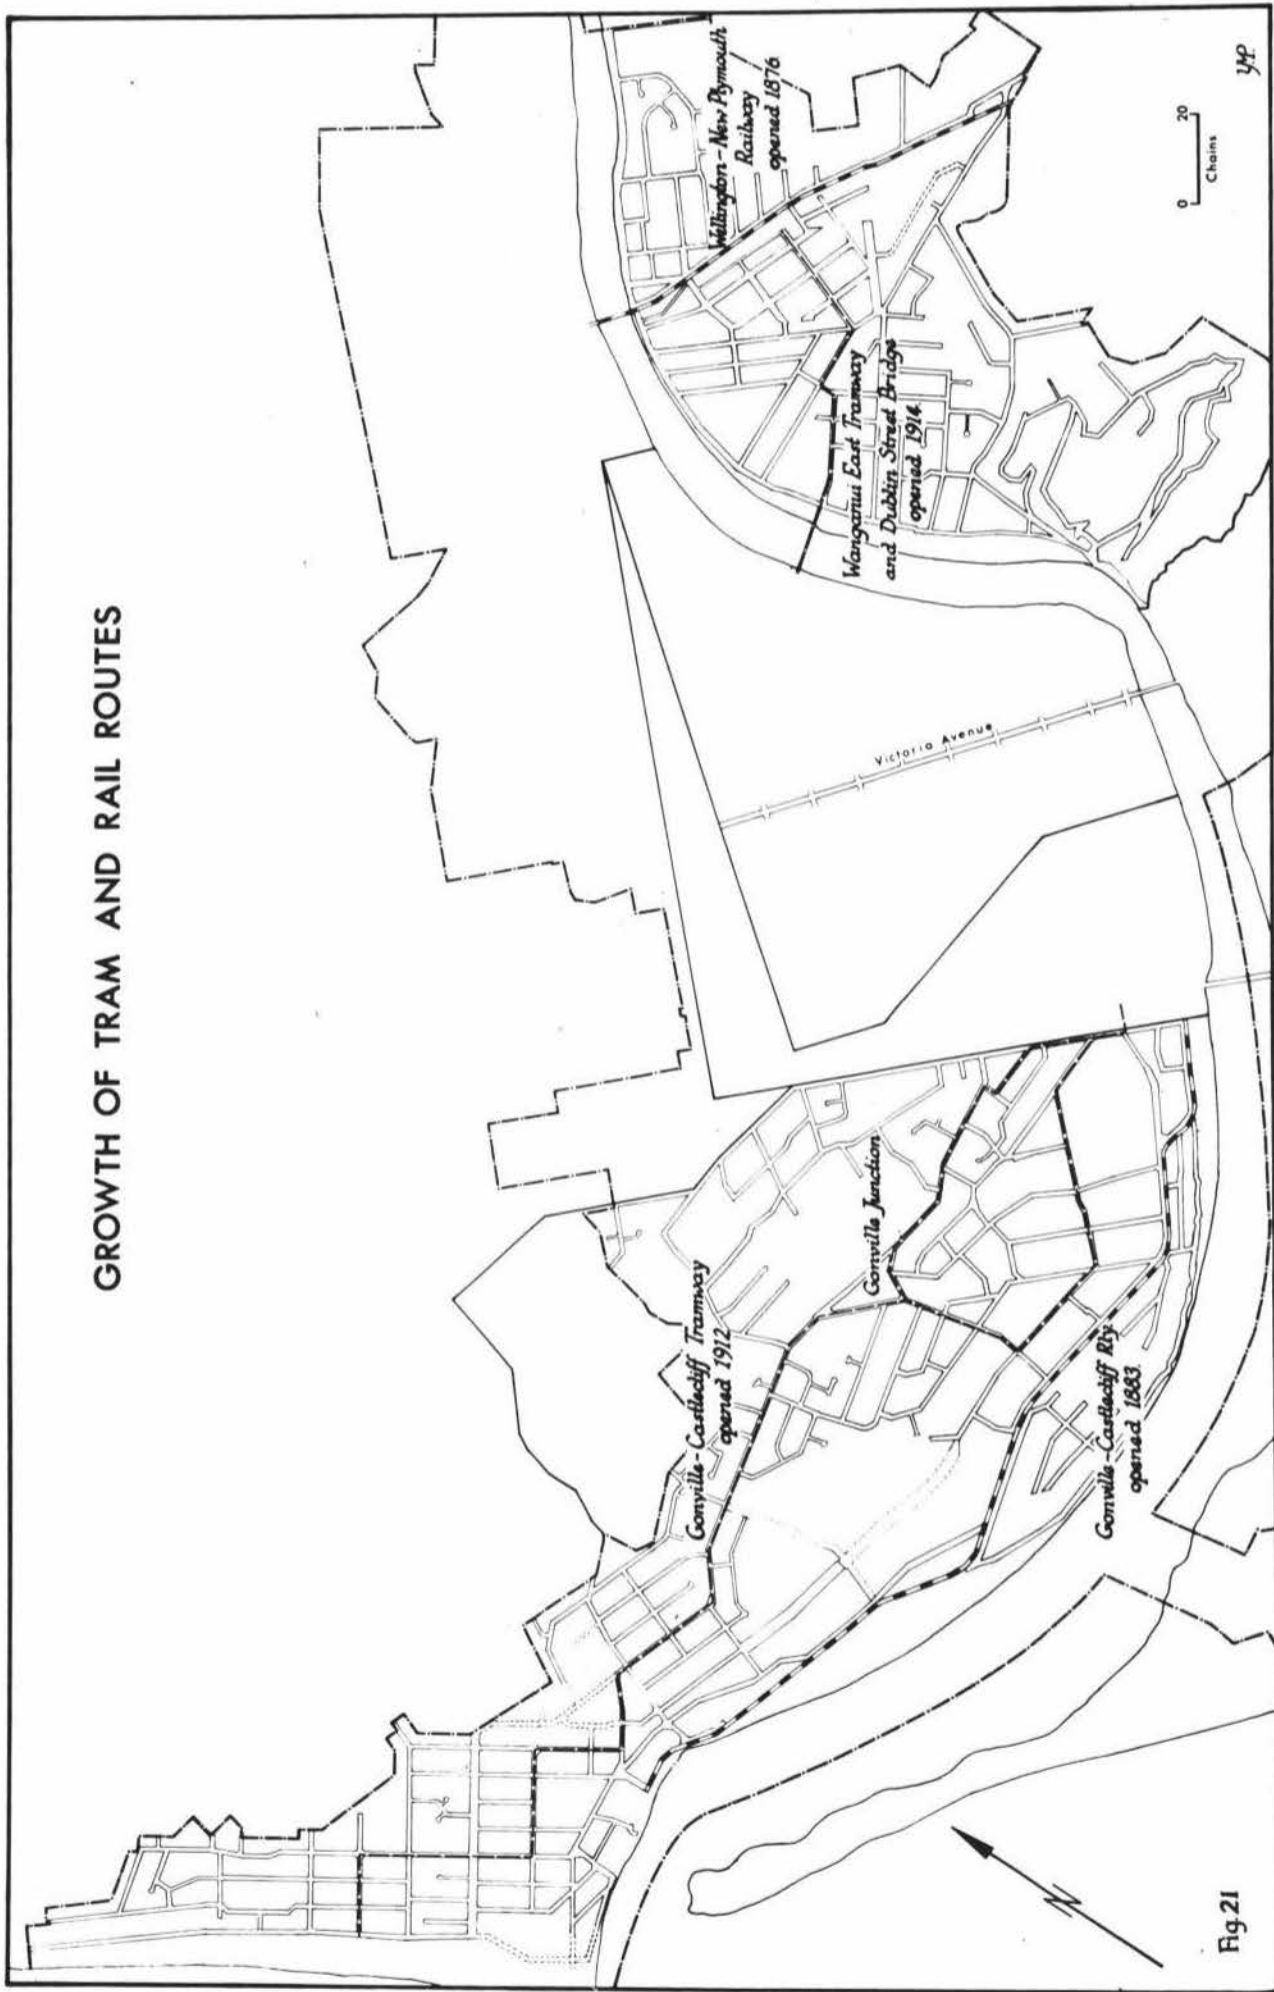 GROWTH OF TRAM AND RAIL ROUTES
Wellington-New Plymouth
Railway
opened 1876
Wanganui East Tramway
and Dublin Street Bridge
opened 1914
Victoria Avenue
Gonville Junction
Gonville-Castlecliff Tramway
opened 1912
Gonville-Castlecliff Rly
opened 1883.
0 20
Chains
Y.M.P.
N
Fig.21